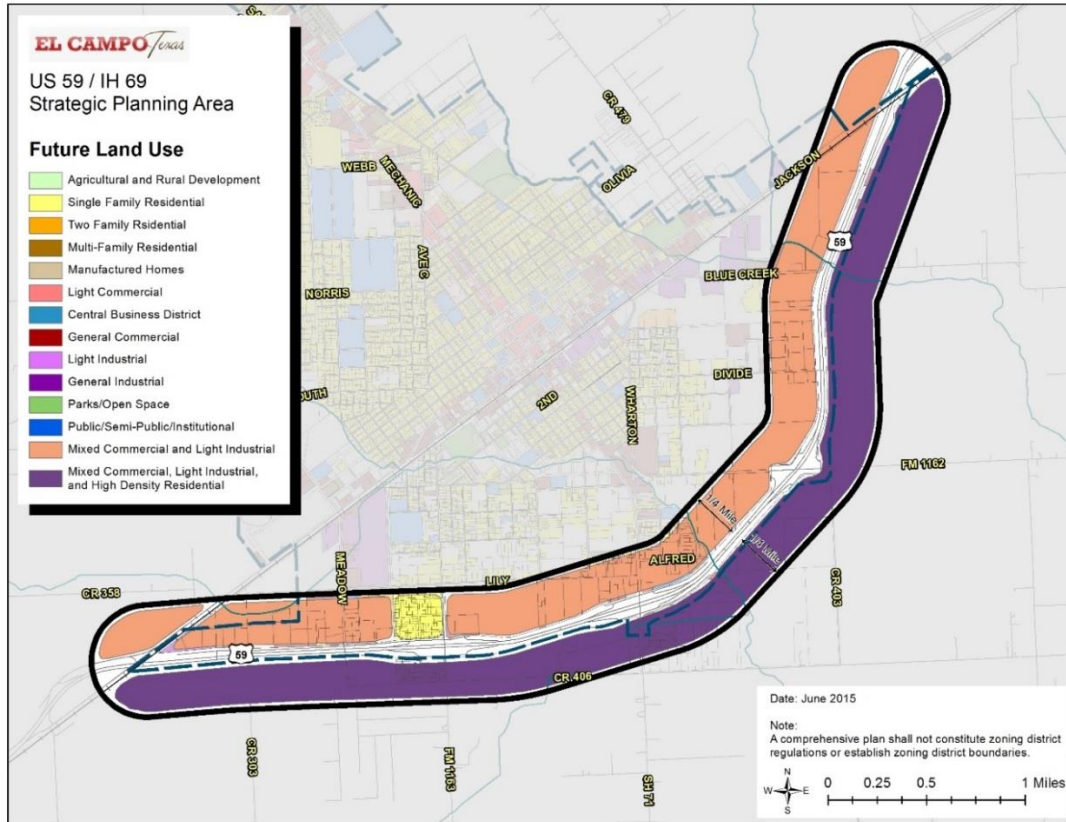 EL CAMPO Texas
US 59 / IH 69
Strategic Planning Area
Future Land Use
Agricultural and Rural Development
Single Family Rsidential
Two Family Rsidential
Multi-Family Rsidential
Manufactured Homes
Light Commercial
Central Business District
General Commercial
Light Industrial
General Industrial
Parks/Open Space
Public/Semi-Public/Institutional
Mixed Commercial and Light Industrial
Mixed Commercial, Light Industrial,
and High Density Residential
CR 479
WEBB
MECHANIC
OLIVIA
JACKSON
AVE C
59
BLUE CREEK
NORRIS
DIVIDE
2ND
WHARTON
FM 1162
1/4 Mile
ALFRED
MEADOW
LILY
CR 358
CR 403
59
CR 406
CR 303
FM 1163
SH 71
Date: June 2015
Note:
A comprehensive plan shall not constitute zoning district
regulations or establish zoning district boundaries.
N
W E
S
0 0.25 0.5 1 Miles